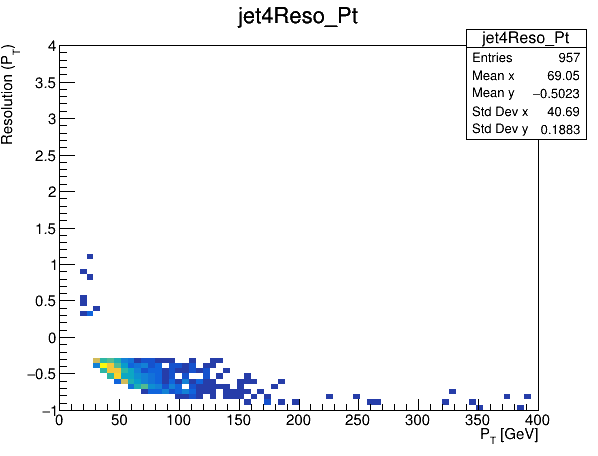 jet4Reso_Pt
jet4Reso_Pt
Entries 957
Mean x 69.05
Mean y −0.5023
Std Dev x 40.69
Std Dev y 0.1883
Resolution (P_T)
4
3.5
3
2.5
2
1.5
1
0.5
0
−0.5
−1
0 50 100 150 200 250 300 350 400
P_T [GeV]